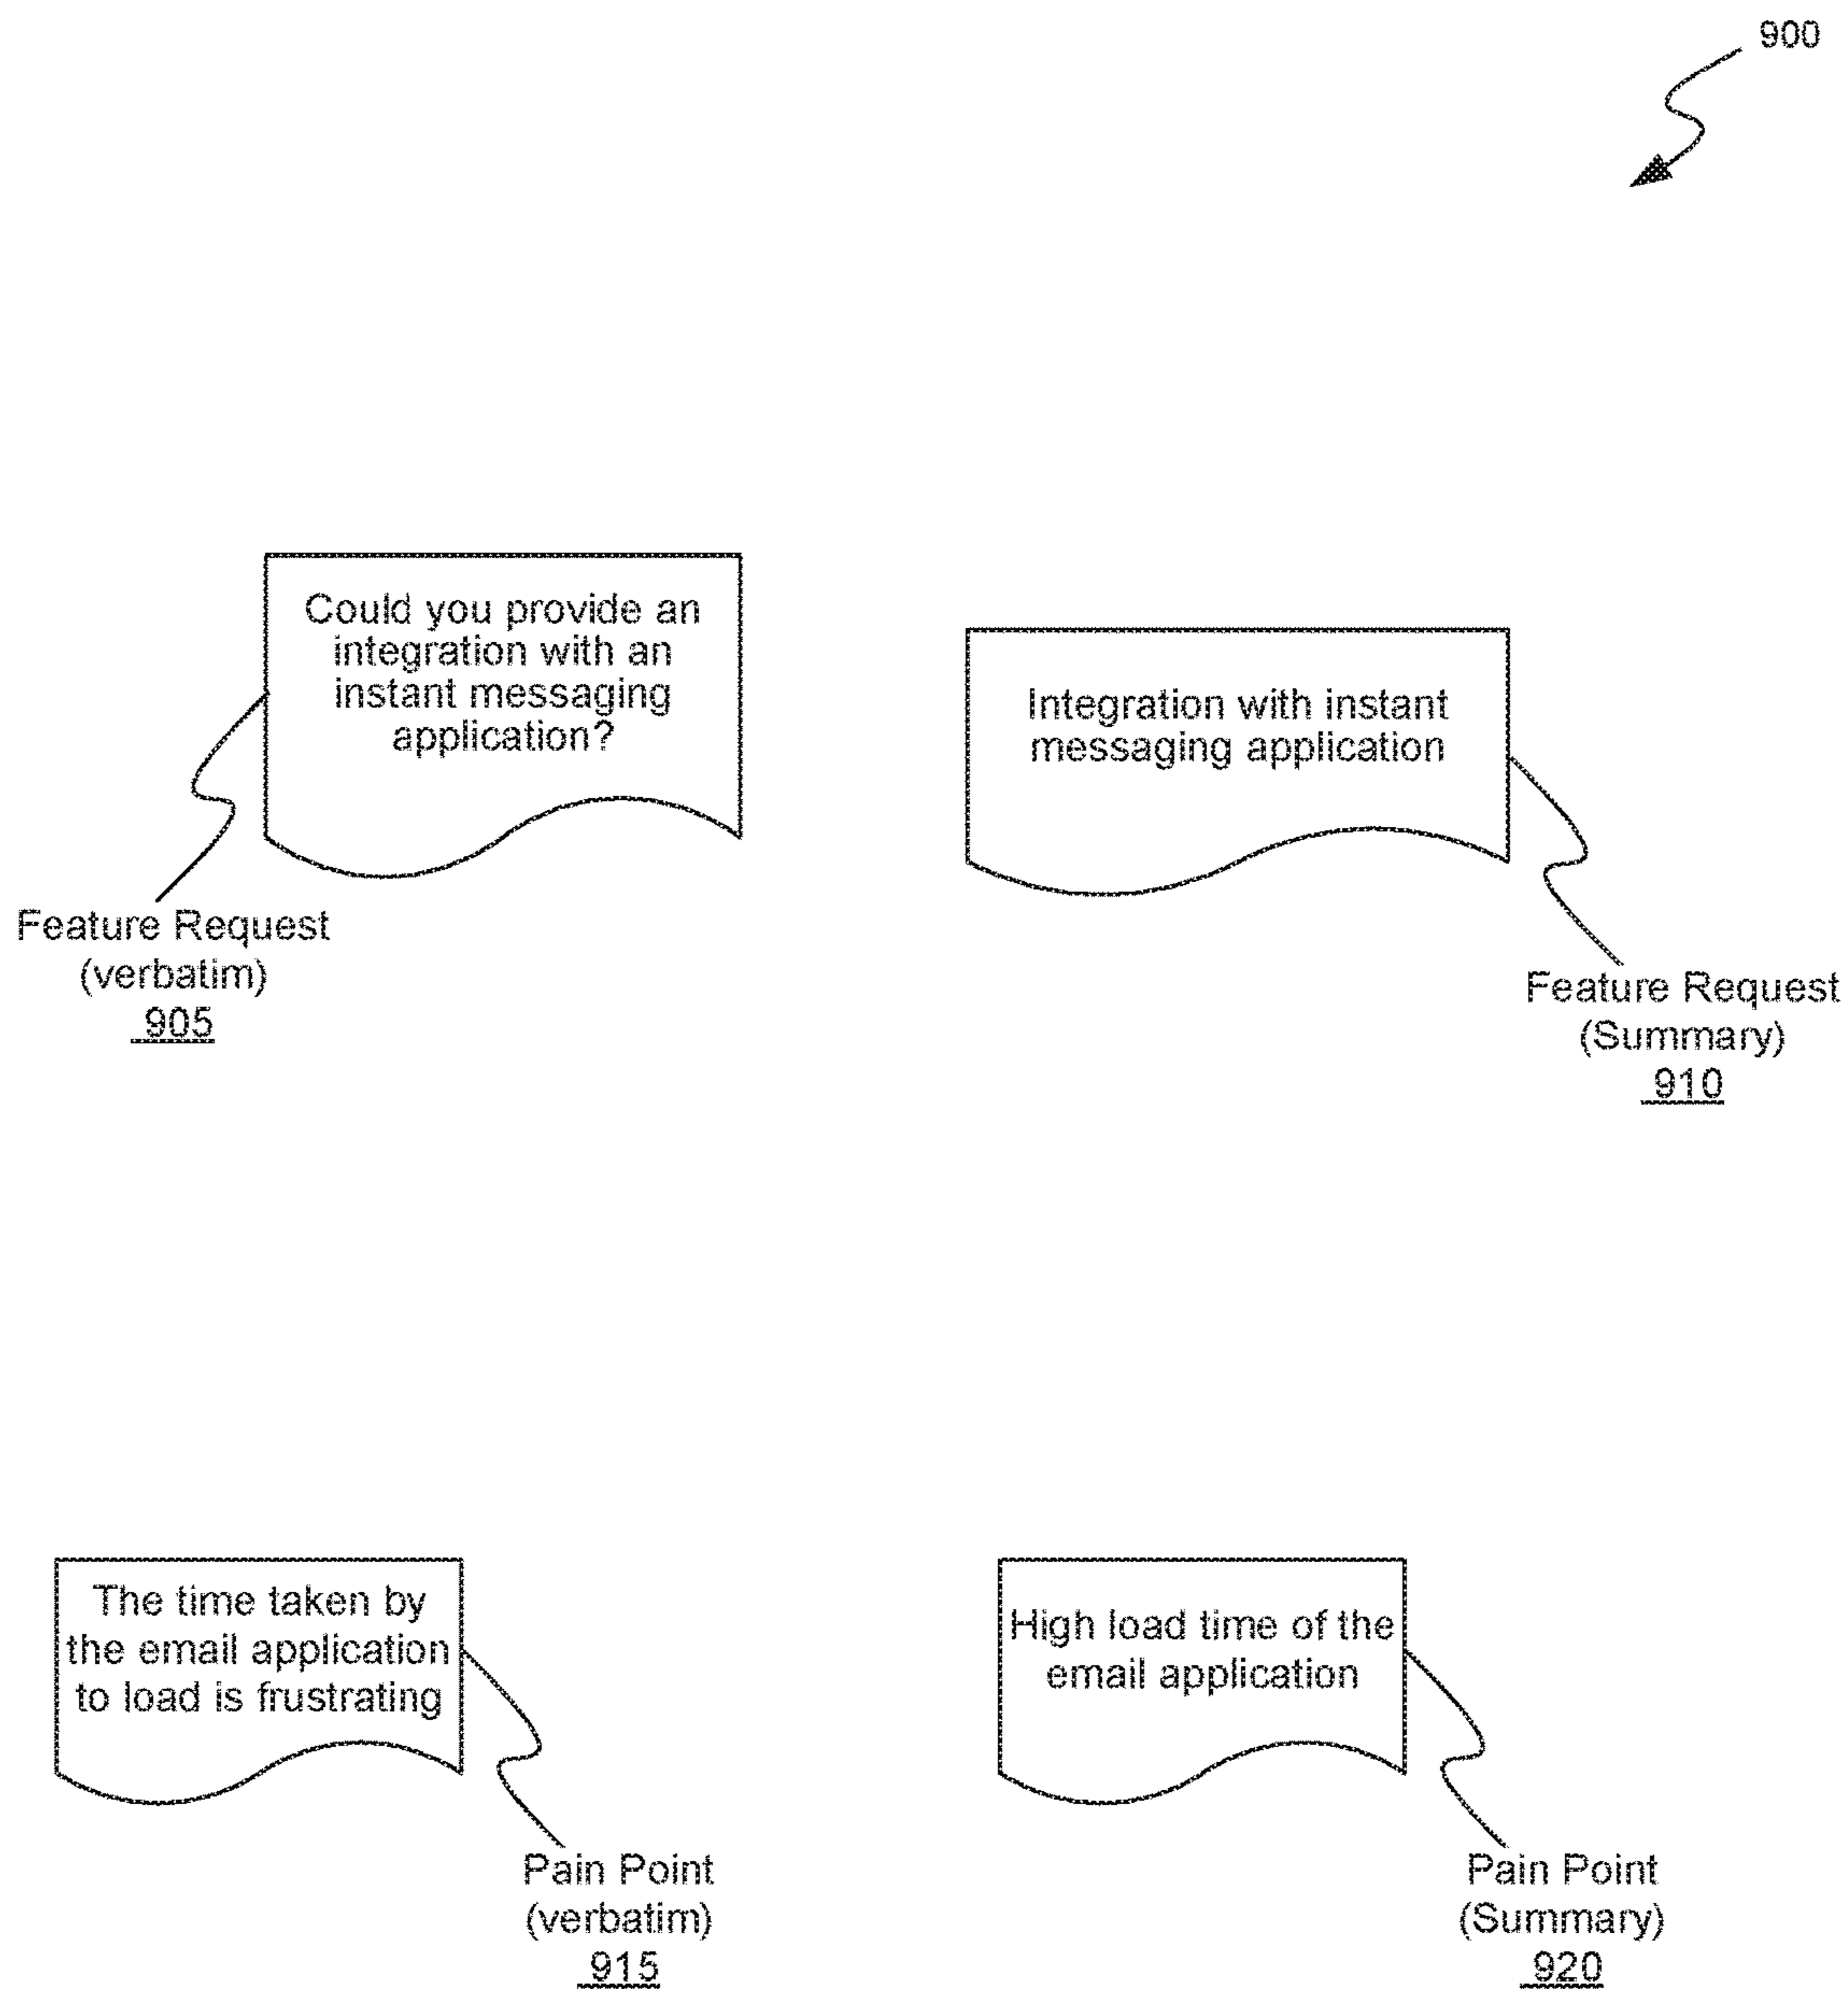 900
Could you provide an
integration with an
instant messaging
application?
Integration with instant
messaging application
Feature Request
(verbatim)
905
Feature Request
(Summary)
910
The time taken by
the email application
to load is frustrating
High load time of the
email application
Pain Point
(verbatim)
915
Pain Point
(Summary)
920